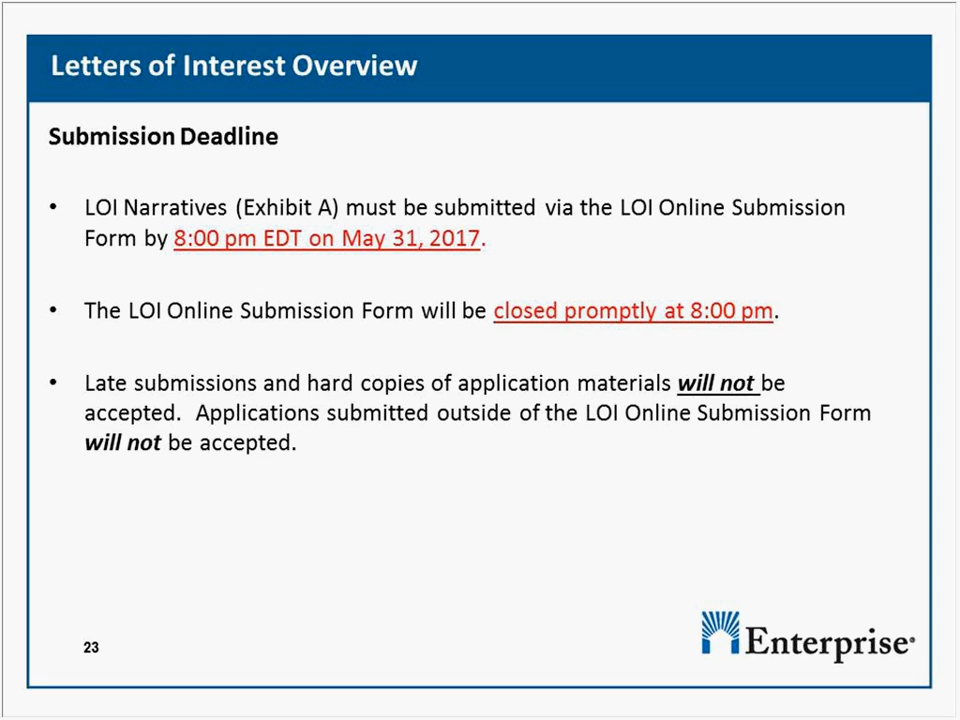 Letters of Interest Overview
Submission Deadline
• LOI Narratives (Exhibit A) must be submitted via the LOI Online Submission
Form by 8:00 pm EDT on May 31, 2017.
• The LOI Online Submission Form will be closed promptly at 8:00 pm.
• Late submissions and hard copies of application materials will not be
accepted. Applications submitted outside of the LOI Online Submission Form
will not be accepted.
23
Enterprise®